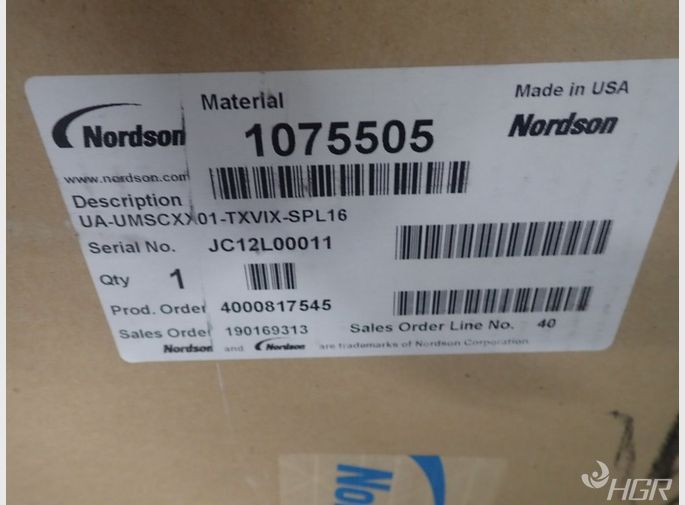 Nordson
Material
Made in USA
1075505
Nordson
www.nordson.com
Description
UA-UMSCXX01-TXVIX-SPL16
Serial No. JC12L00011
Qty 1
Prod. Order 4000817545
Sales Order 190169313 Sales Order Line No. 40
Nordson and Nordson are trademarks of Nordson Corporation.
No
HGR